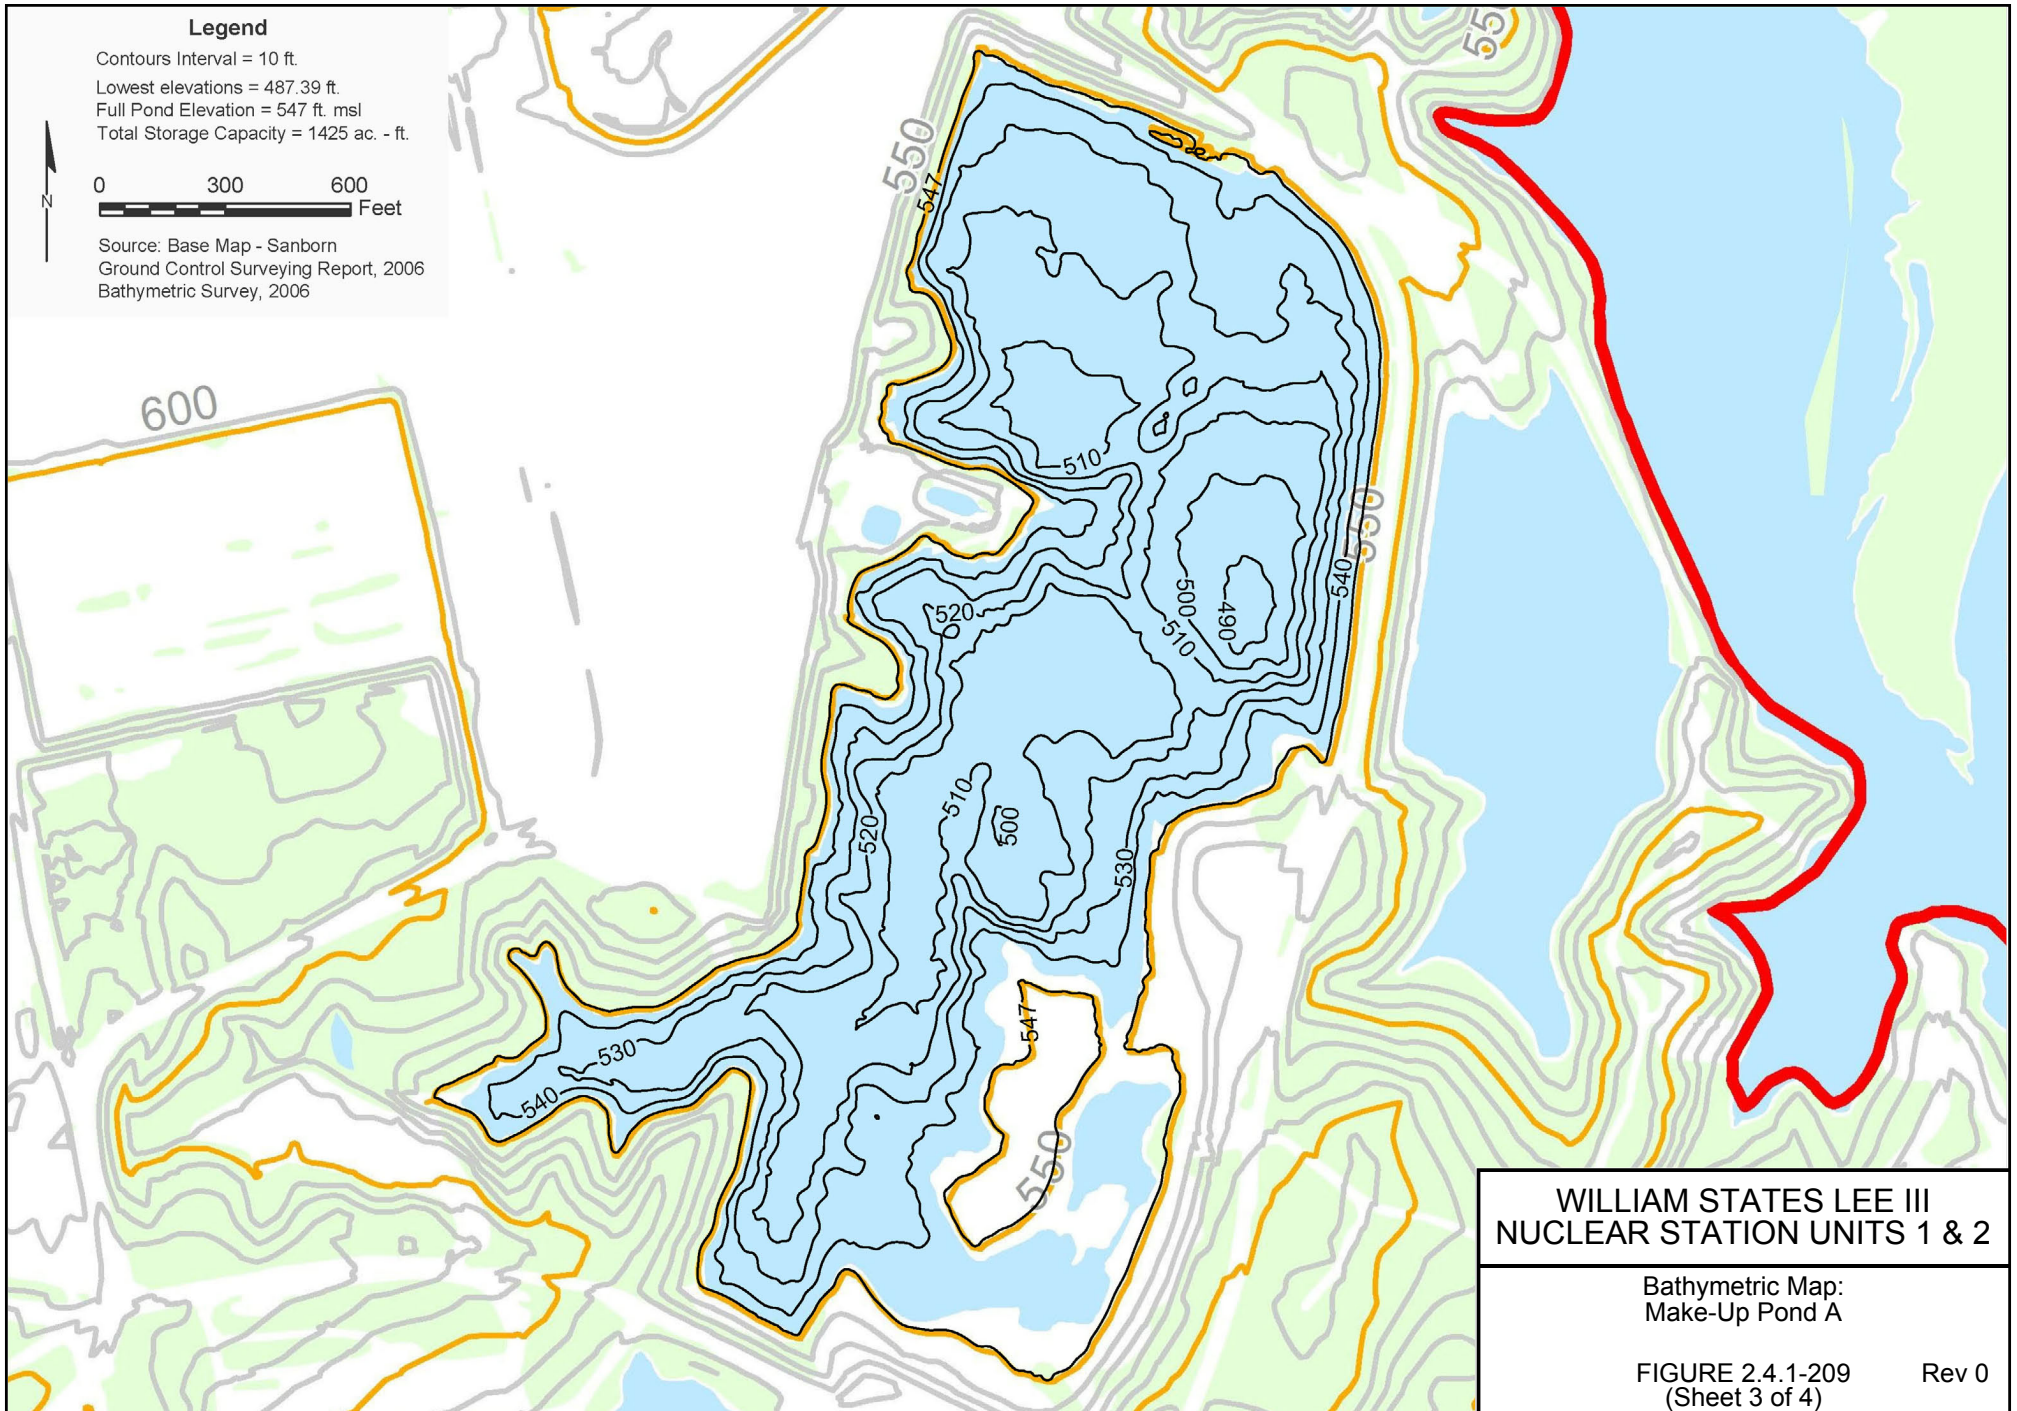 Legend
Contours Interval = 10 ft.
Lowest elevations = 487.39 ft.
Full Pond Elevation = 547 ft. msl
Total Storage Capacity = 1425 ac. - ft.
0 300 600
Feet
N
Source: Base Map - Sanborn
Ground Control Surveying Report, 2006
Bathymetric Survey, 2006
550
550
547
600
510
550
540
500
490
520
510
510
500
520
530
530
540
547
550
WILLIAM STATES LEE III
NUCLEAR STATION UNITS 1 & 2
Bathymetric Map:
Make-Up Pond A
FIGURE 2.4.1-209 Rev 0
(Sheet 3 of 4)